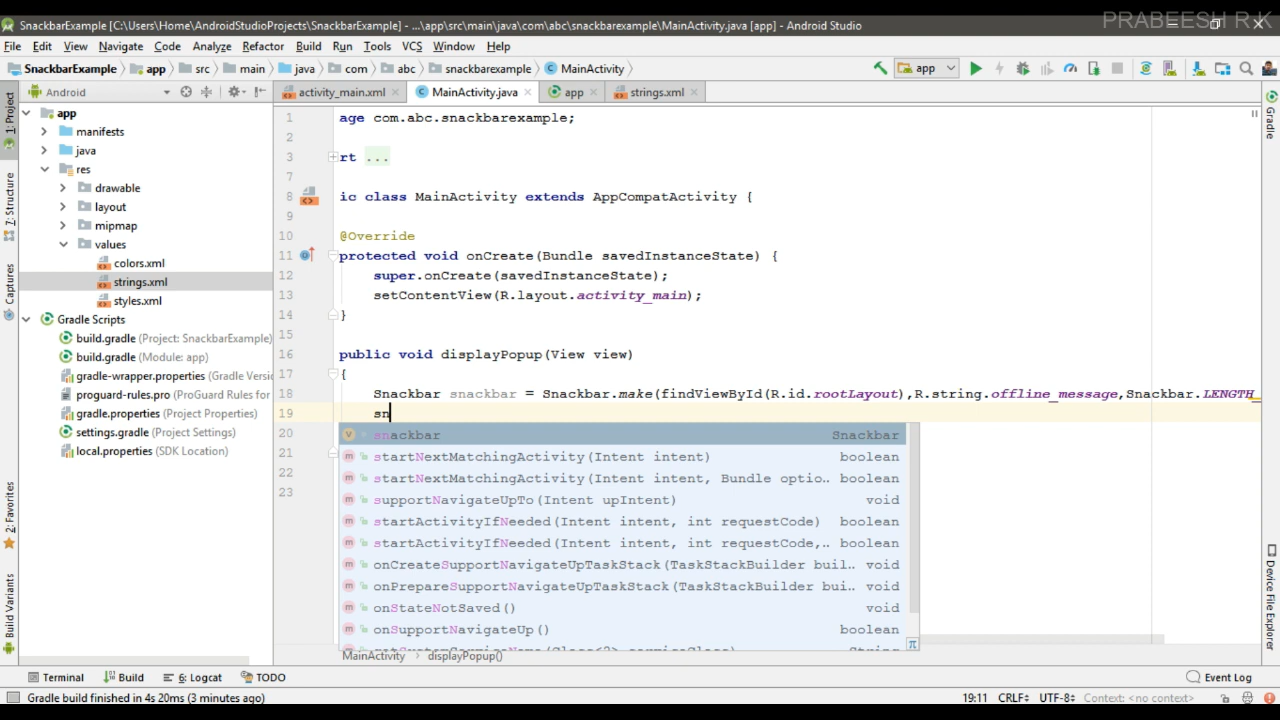 PRABEESH R K
SnackbarExample [C:\Users\Home\AndroidStudioProjects\SnackbarExample] - ...\app\src\main\java\com\abc\snackbarexample\MainActivity.java [app] - Android Studio
File Edit View Navigate Code Analyze Refactor Build Run Tools VCS Window Help
SnackbarExample app src main java com abc snackbarexample MainActivity app
Android activity_main.xml MainActivity.java app strings.xml
1: Project
7: Structure
Captures
2: Favorites
Build Variants
app
manifests
java
res
drawable
layout
mipmap
values
colors.xml
strings.xml
styles.xml
Gradle Scripts
build.gradle (Project: SnackbarExample)
build.gradle (Module: app)
gradle-wrapper.properties (Gradle Versi
proguard-rules.pro (ProGuard Rules for
gradle.properties (Project Properties)
settings.gradle (Project Settings)
local.properties (SDK Location)
1 age com.abc.snackbarexample;
2
3 rt ...
7
8 ic class MainActivity extends AppCompatActivity {
9
10 @Override
11 protected void onCreate(Bundle savedInstanceState) {
12 super.onCreate(savedInstanceState);
13 setContentView(R.layout.activity_main);
14 }
15
16 public void displayPopup(View view)
17 {
18 Snackbar snackbar = Snackbar.make(findViewById(R.id.rootLayout),R.string.offline_message,Snackbar.LENGTH_
19 sn
20
21
22
23
snackbar Snackbar
startNextMatchingActivity(Intent intent) boolean
startNextMatchingActivity(Intent intent, Bundle optio.. boolean
supportNavigateUpTo(Intent upIntent) void
startActivityIfNeeded(Intent intent, int requestCode) boolean
startActivityIfNeeded(Intent intent, int requestCode,.. boolean
onCreateSupportNavigateUpTaskStack(TaskStackBuilder buil.. void
onPrepareSupportNavigateUpTaskStack(TaskStackBuilder bui.. void
onStateNotSaved() void
onSupportNavigateUp() boolean
getSystemServiceName(Class<?> serviceClass) String
MainActivity displayPopup()
Gradle
Device File Explorer
Terminal Build 6: Logcat TODO Event Log
Gradle build finished in 4s 20ms (3 minutes ago) 19:11 CRLF UTF-8 Context: <no context>